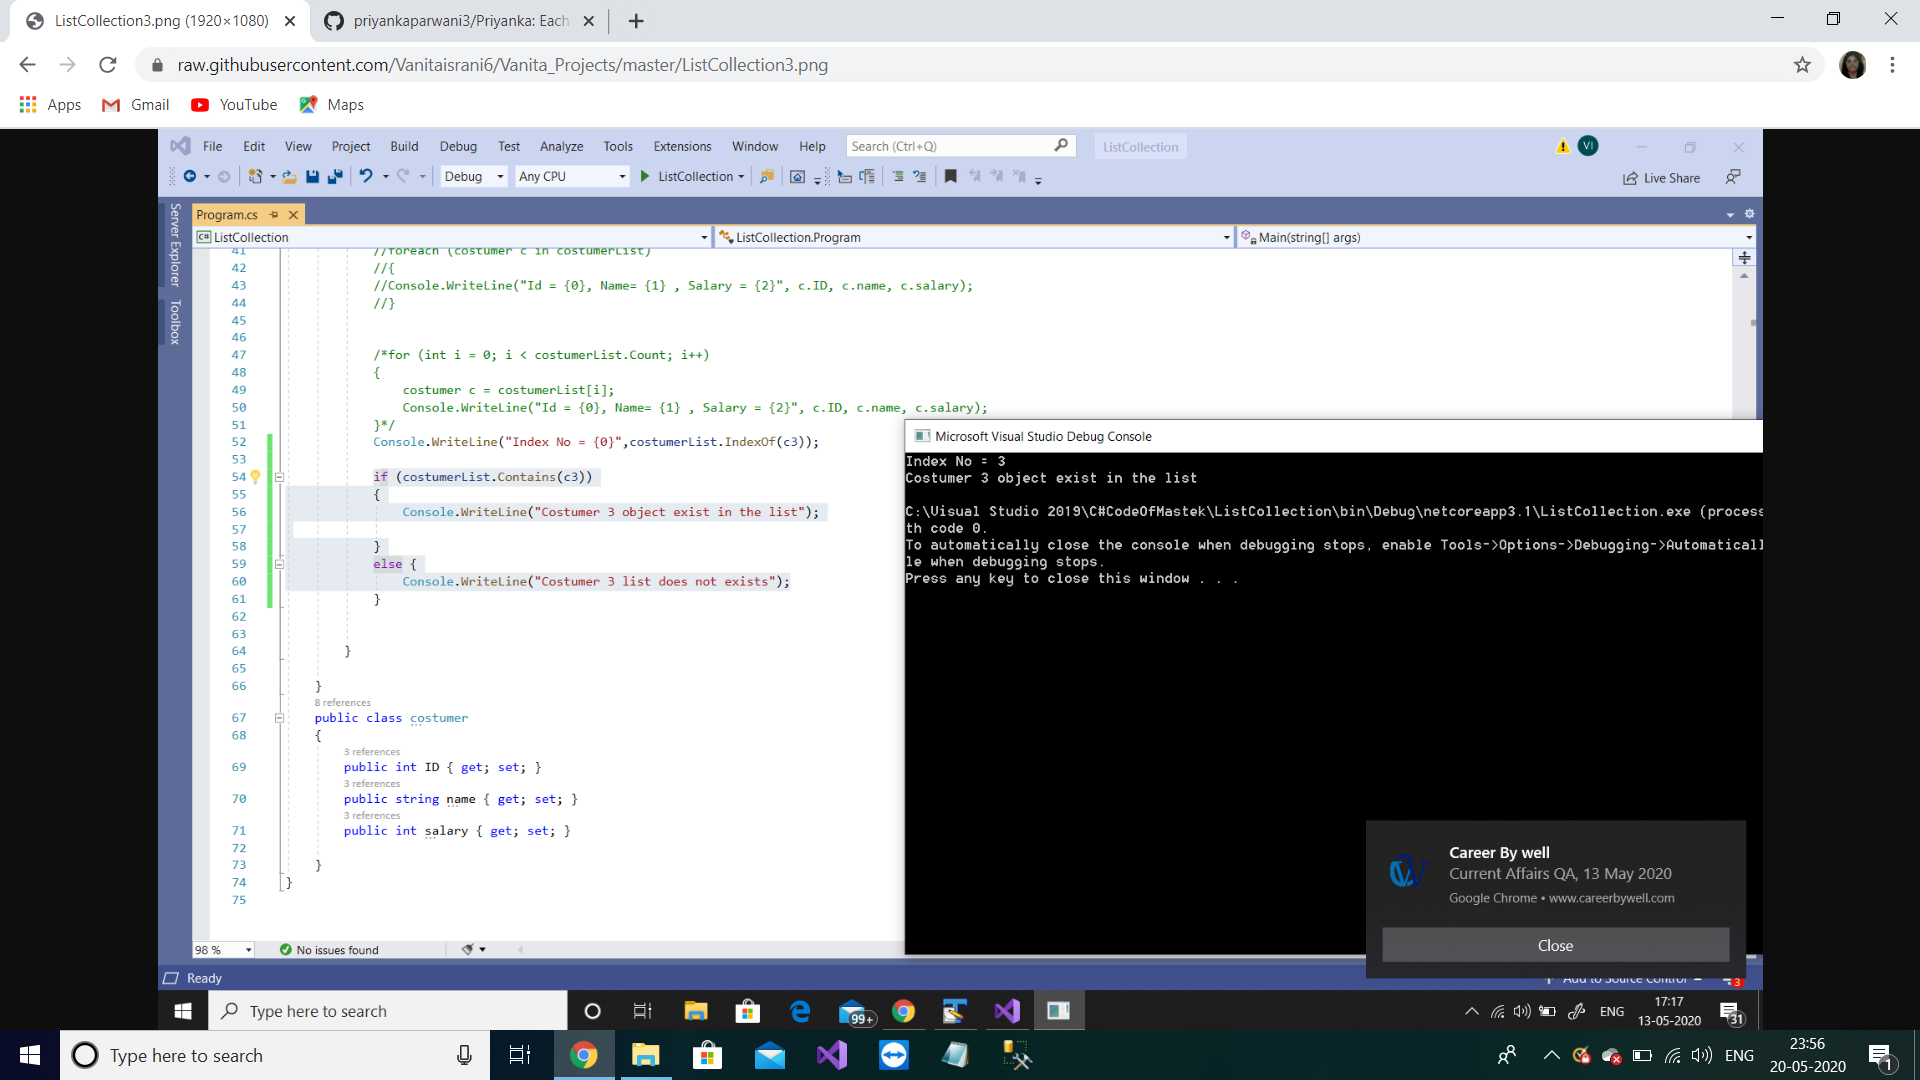 ListCollection3.png (1920×1080)
priyankaparwani3/Priyanka: Each
raw.githubusercontent.com/Vanitaisrani6/Vanita_Projects/master/ListCollection3.png
Apps Gmail YouTube Maps
File Edit View Project Build Debug Test Analyze Tools Extensions Window Help Search (Ctrl+Q) ListCollection VI
Debug Any CPU ListCollection Live Share
Server Explorer
Toolbox
Program.cs
ListCollection ListCollection.Program Main(string[] args)
41 //foreach (costumer c in costumerList)
42 //{
43 //Console.WriteLine("Id = {0}, Name= {1} , Salary = {2}", c.ID, c.name, c.salary);
44 //}
45
46
47 /*for (int i = 0; i < costumerList.Count; i++)
48 {
49 costumer c = costumerList[i];
50 Console.WriteLine("Id = {0}, Name= {1} , Salary = {2}", c.ID, c.name, c.salary);
51 }*/
52 Console.WriteLine("Index No = {0}",costumerList.IndexOf(c3));
53
54 if (costumerList.Contains(c3))
55 {
56 Console.WriteLine("Costumer 3 object exist in the list");
57
58 }
59 else {
60 Console.WriteLine("Costumer 3 list does not exists");
61 }
62
63
64 }
65
66 }
8 references
67 public class costumer
68 {
3 references
69 public int ID { get; set; }
3 references
70 public string name { get; set; }
3 references
71 public int salary { get; set; }
72
73 }
74 }
75
98 % No issues found
Microsoft Visual Studio Debug Console
Index No = 3
Costumer 3 object exist in the list
C:\Visual Studio 2019\C#CodeOfMastek\ListCollection\bin\Debug\netcoreapp3.1\ListCollection.exe (process
th code 0.
To automatically close the console when debugging stops, enable Tools->Options->Debugging->Automaticall
le when debugging stops.
Press any key to close this window . . .
Career By well
Current Affairs QA, 13 May 2020
Google Chrome • www.careerbywell.com
Close
Ready
Add to Source Control 3
Type here to search 99+ ENG 17:17
13-05-2020 31
Type here to search ENG 23:56
20-05-2020 1